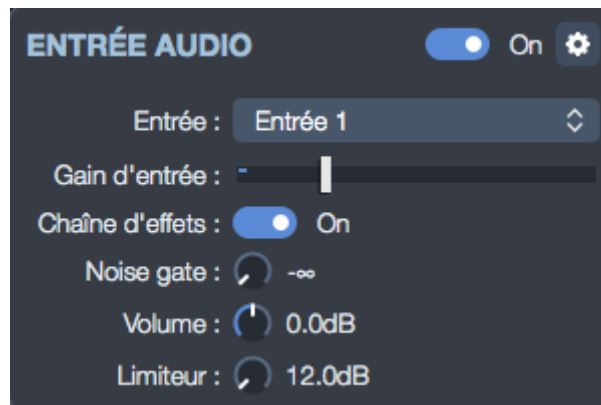 ENTRÉE AUDIO On
Entrée : Entrée 1
Gain d'entrée :
Chaîne d'effets : On
Noise gate : -∞
Volume : 0.0dB
Limiteur : 12.0dB